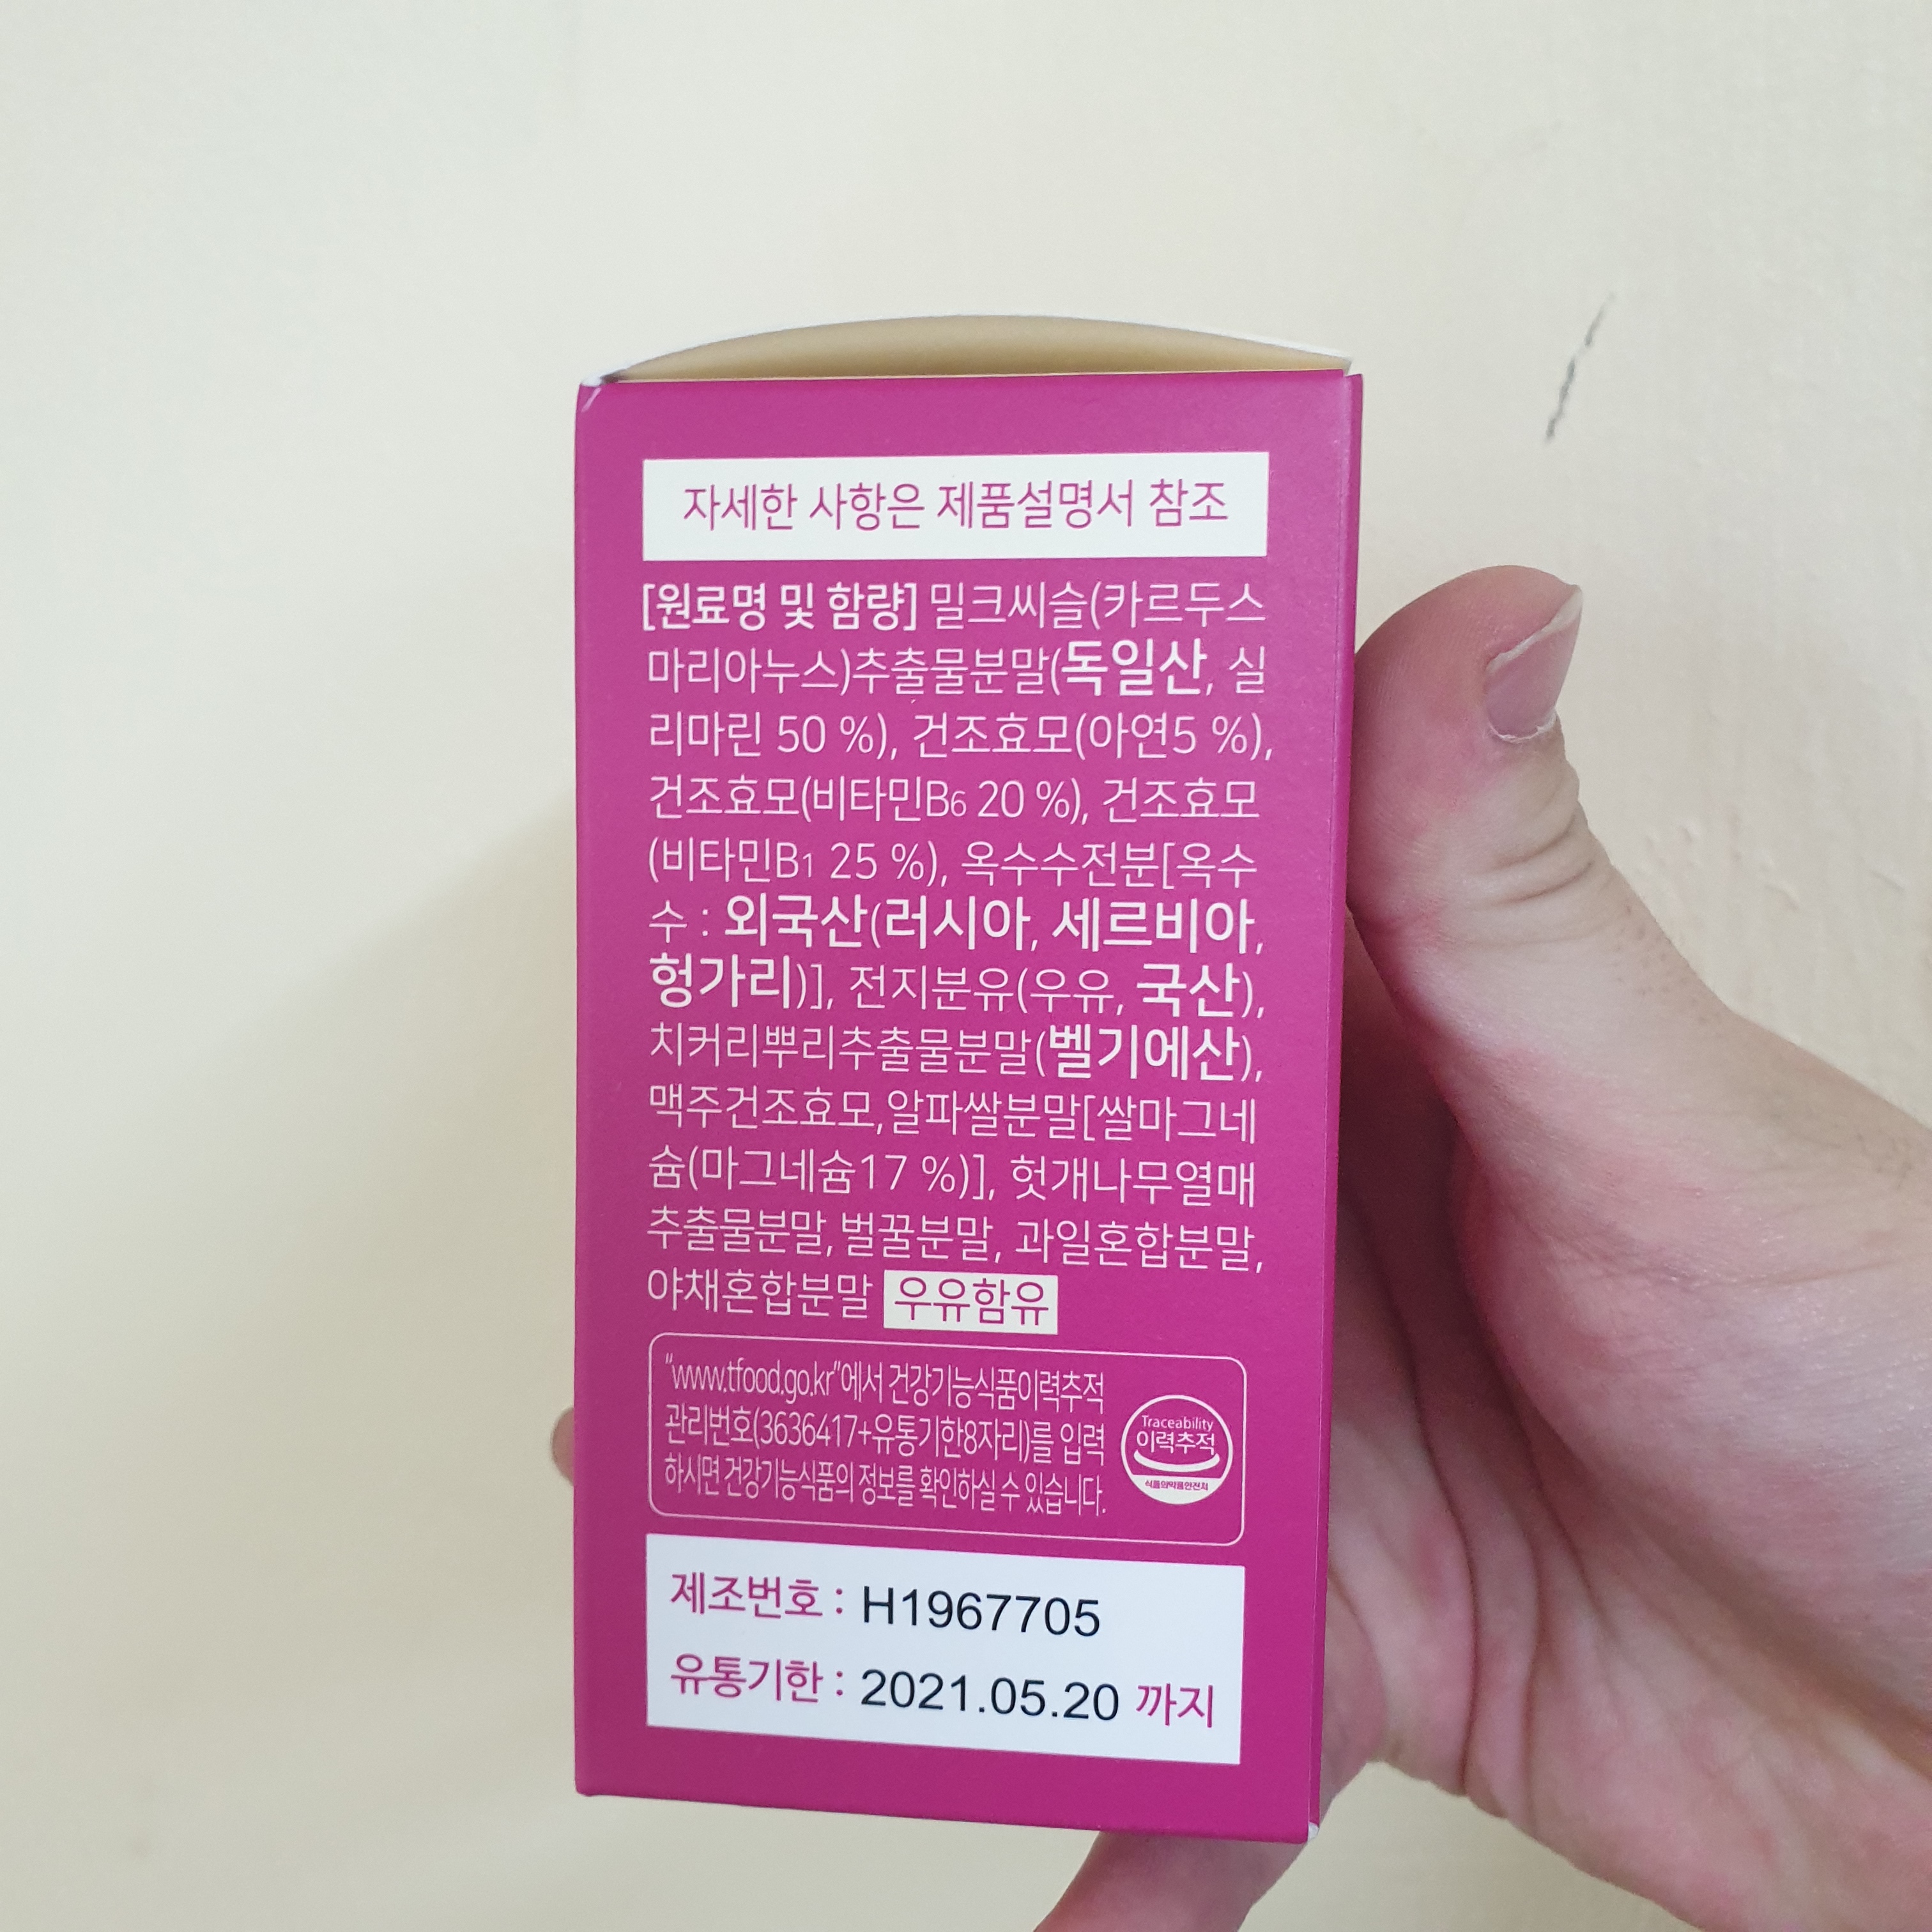 자세한 사항은 제품설명서 참조
[원료명 및 함량] 밀크씨슬(카르두스
마리아누스)추출물분말(독일산, 실
리마린 50 %), 건조효모(아연5 %),
건조효모(비타민B6 20 %), 건조효모
(비타민B1 25 %), 옥수수전분[옥수
수 : 외국산(러시아, 세르비아,
헝가리)], 전지분유(우유, 국산),
치커리뿌리추출물분말(벨기에산),
맥주건조효모,알파쌀분말[쌀마그네
슘(마그네슘17 %)], 헛개나무열매
추출물분말, 벌꿀분말, 과일혼합분말,
야채혼합분말 우유함유
"www.tfood.go.kr"에서 건강기능식품이력추적
관리번호(3636417+유통기한8자리)를 입력
하시면 건강기능식품의 정보를 확인하실 수 있습니다.
Traceability
이력추적
식품의약품안전처
제조번호 : H1967705
유통기한 : 2021.05.20 까지